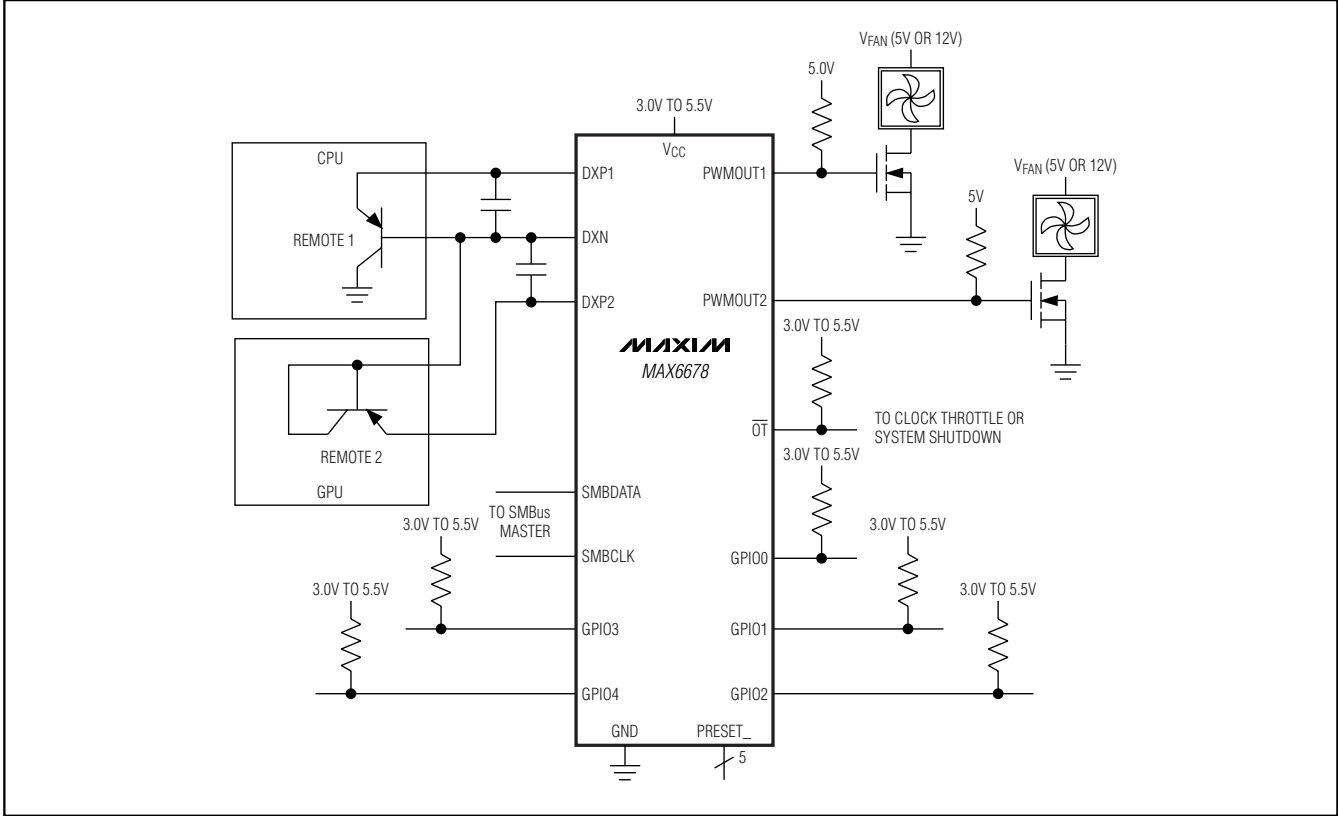 VFAN (5V OR 12V)
5.0V
3.0V TO 5.5V
VCC
CPU
REMOTE 1
DXP1
PWMOUT1
VFAN (5V OR 12V)
5V
DXN
DXP2
PWMOUT2
MAXIM
MAX6678
3.0V TO 5.5V
OT
TO CLOCK THROTTLE OR
SYSTEM SHUTDOWN
REMOTE 2
GPU
3.0V TO 5.5V
SMBDATA
TO SMBus
MASTER
SMBCLK
3.0V TO 5.5V
GPIO0
3.0V TO 5.5V
3.0V TO 5.5V
3.0V TO 5.5V
GPIO3
GPIO1
GPIO4
GPIO2
GND
PRESET_
5